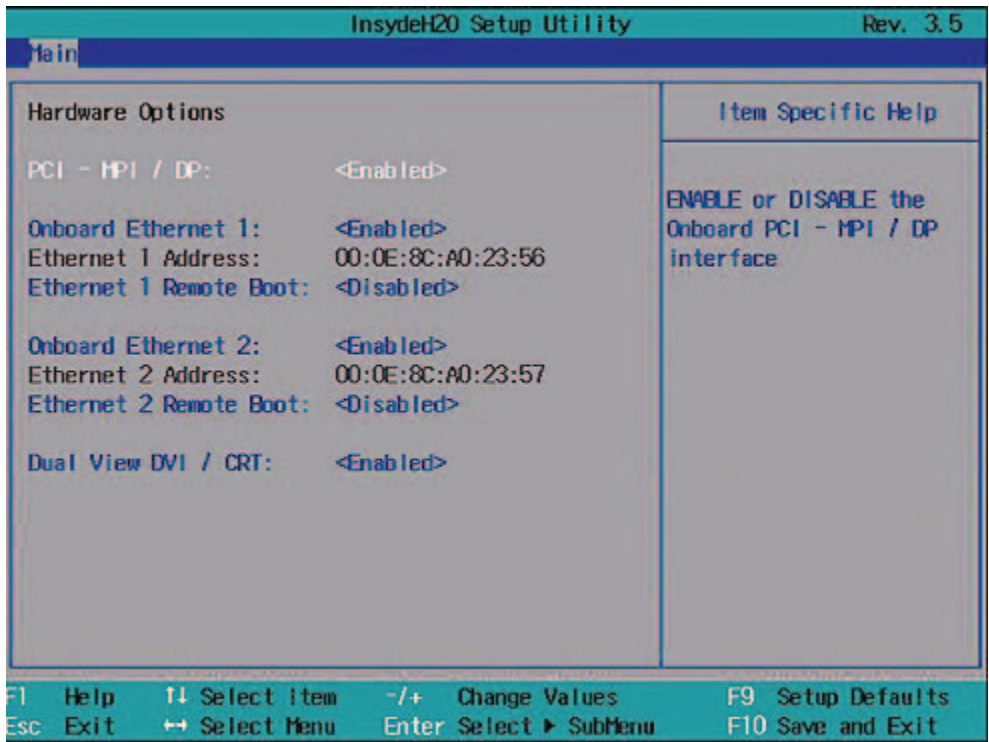 InsydeH2O Setup Utility Rev. 3.5
Main
Hardware Options
PCI - MPI / DP: <Enabled>
Onboard Ethernet 1: <Enabled>
Ethernet 1 Address: 00:0E:8C:A0:23:56
Ethernet 1 Remote Boot: <Disabled>
Onboard Ethernet 2: <Enabled>
Ethernet 2 Address: 00:0E:8C:A0:23:57
Ethernet 2 Remote Boot: <Disabled>
Dual View DVI / CRT: <Enabled>
Item Specific Help
ENABLE or DISABLE the
Onboard PCI - MPI / DP
interface
F1 Help ↑↓ Select Item -/+ Change Values F9 Setup Defaults
Esc Exit ↔ Select Menu Enter Select ▶ SubMenu F10 Save and Exit